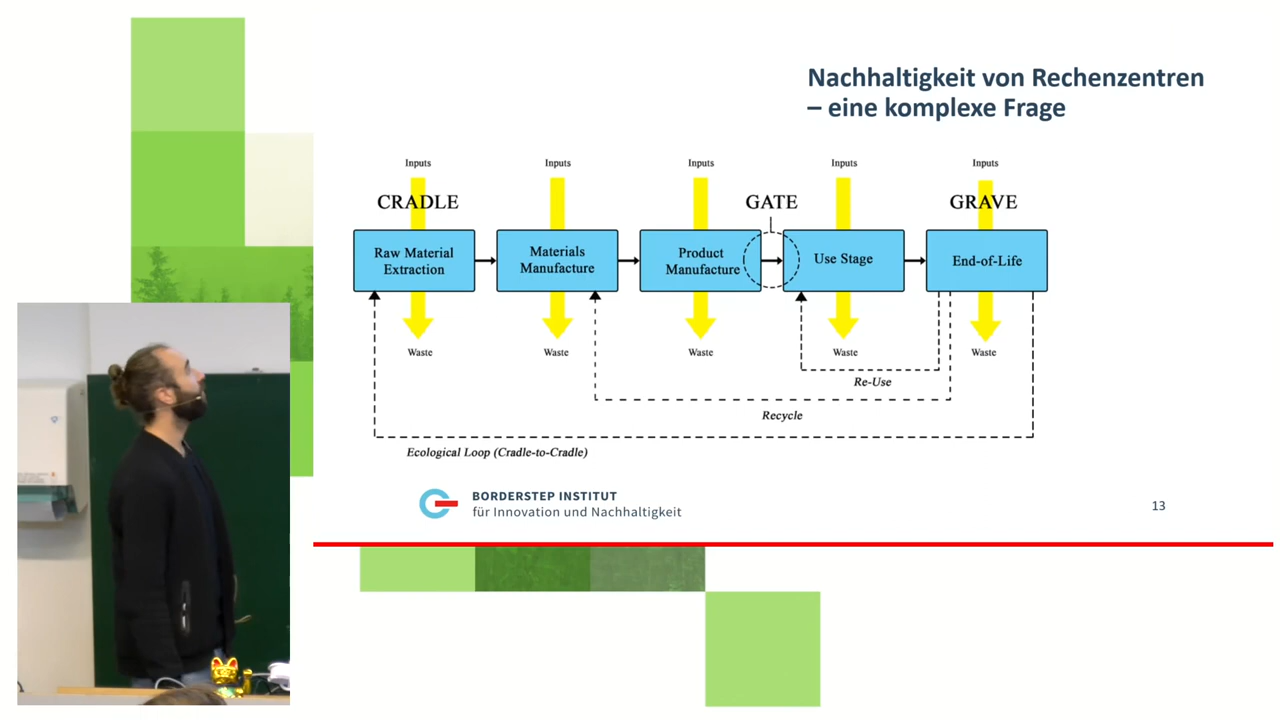 Nachhaltigkeit von Rechenzentren
– eine komplexe Frage
Inputs
Inputs
Inputs
Inputs
Inputs
CRADLE
GATE
GRAVE
Raw Material
Extraction
Materials
Manufacture
Product
Manufacture
Use Stage
End-of-Life
Waste
Waste
Waste
Waste
Waste
Re-Use
Recycle
Ecological Loop (Cradle-to-Cradle)
BORDERSTEP INSTITUT
für Innovation und Nachhaltigkeit
13